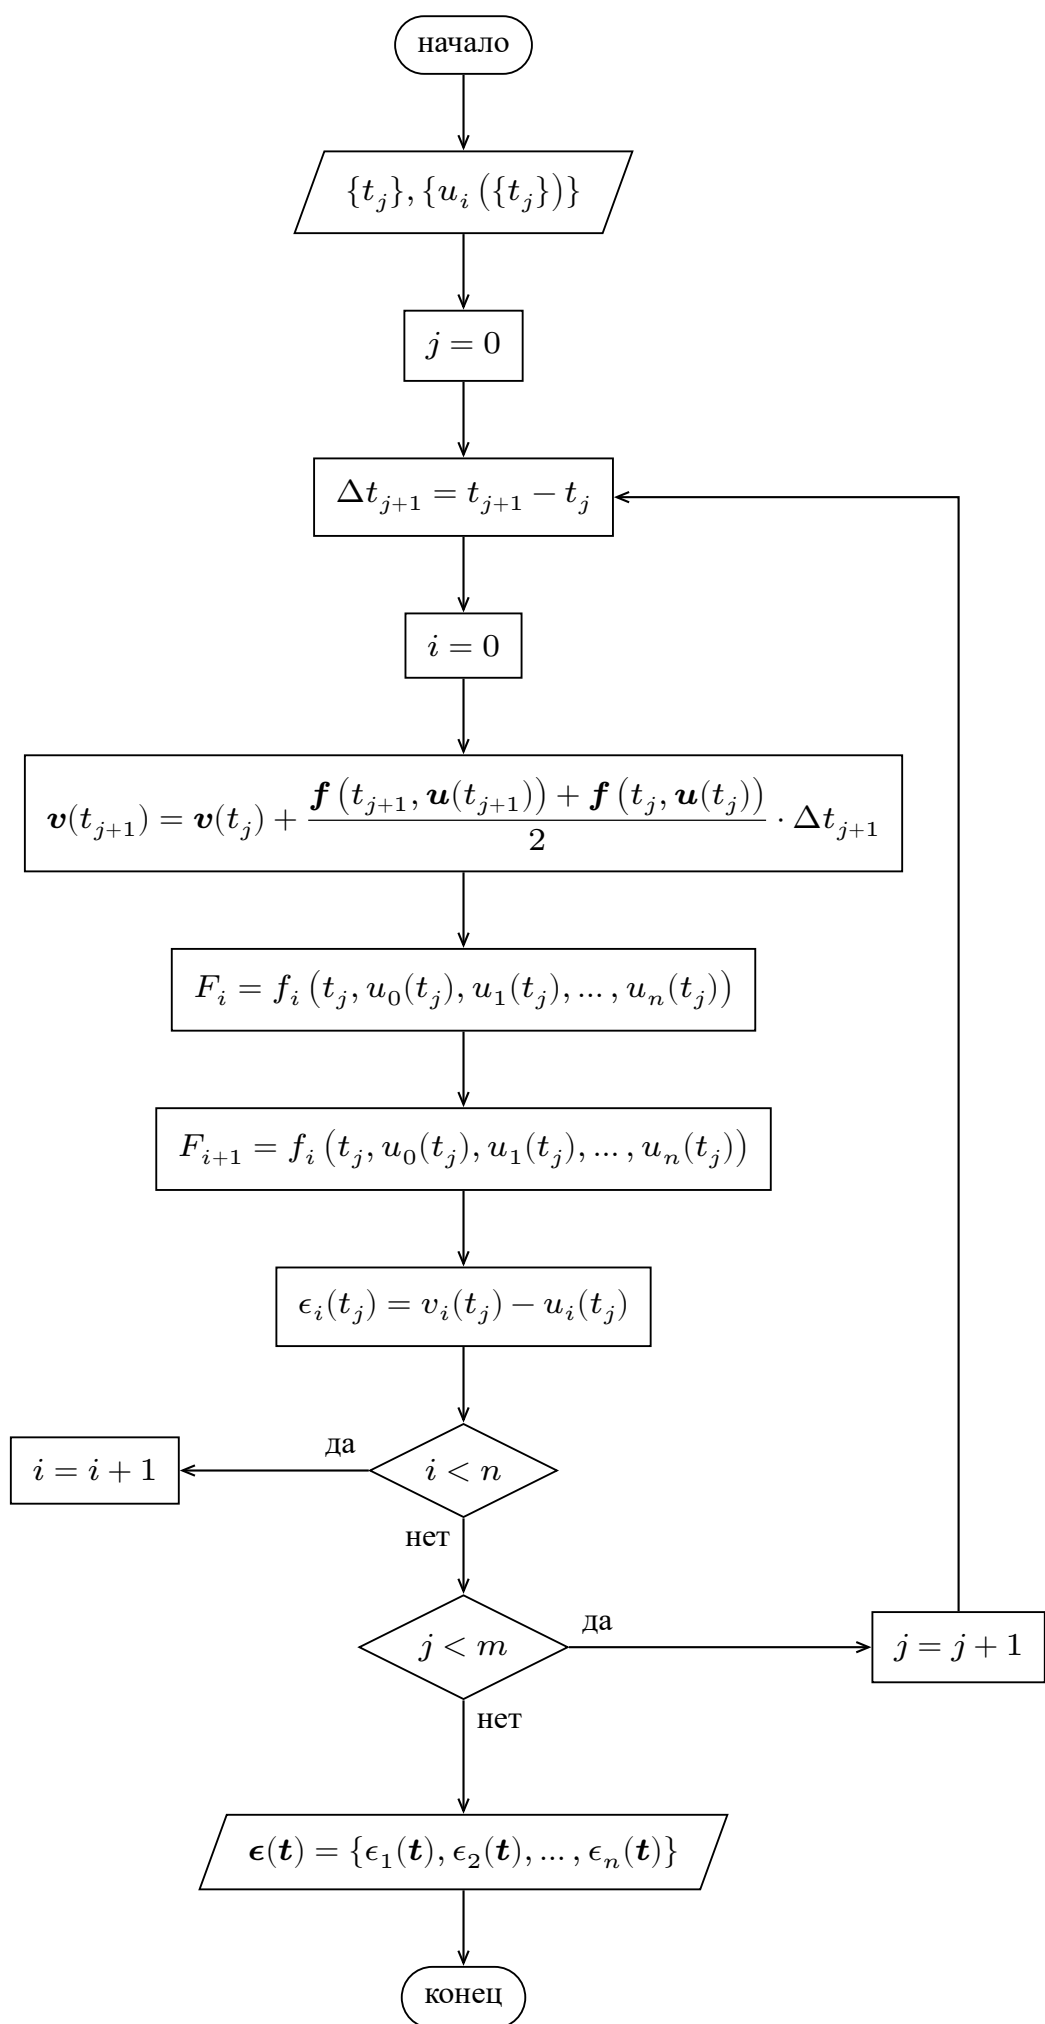 начало
{t_j}, {u_i ({t_j})}
j = 0
Δt_{j+1} = t_{j+1} − t_j
i = 0
v(t_{j+1}) = v(t_j) + \frac{f (t_{j+1}, u(t_{j+1})) + f (t_j, u(t_j))}{2} · Δt_{j+1}
F_i = f_i (t_j, u_0(t_j), u_1(t_j), ... , u_n(t_j))
F_{i+1} = f_i (t_j, u_0(t_j), u_1(t_j), ... , u_n(t_j))
ϵ_i(t_j) = v_i(t_j) − u_i(t_j)
да
i = i + 1
i < n
нет
да
j < m
j = j + 1
нет
ϵ(t) = {ϵ_1(t), ϵ_2(t), ... , ϵ_n(t)}
конец